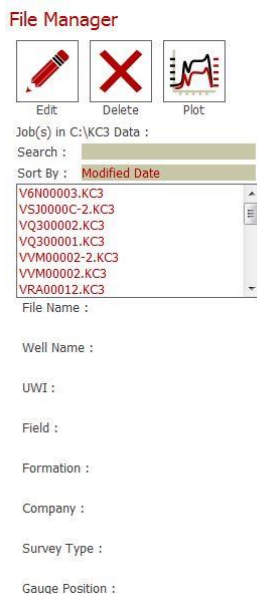 File Manager
Edit Delete Plot
Job(s) in C:\KC3 Data :
Search :
Sort By : Modified Date
V6N00003.KC3
VSJ0000C-2.KC3
VQ300002.KC3
VQ300001.KC3
VVM00002-2.KC3
VVM00002.KC3
VRA00012.KC3
File Name :
Well Name :
UWI :
Field :
Formation :
Company :
Survey Type :
Gauge Position :